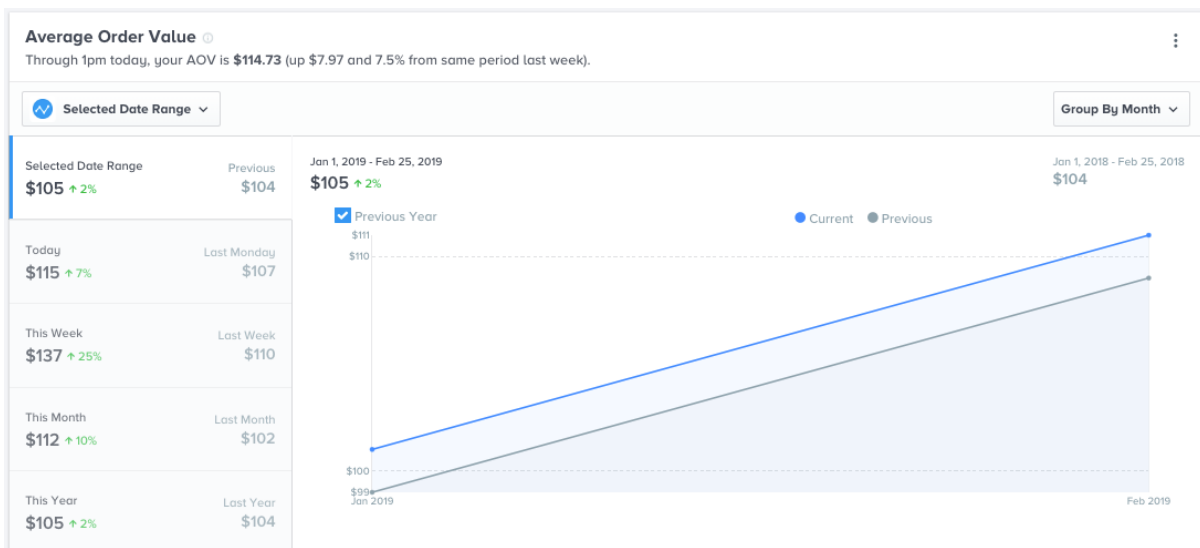 Average Order Value
Through 1pm today, your AOV is $114.73 (up $7.97 and 7.5% from same period last week).
Selected Date Range
Group By Month
Selected Date Range Previous
$105 ↑ 2% $104
Today Last Monday
$115 ↑ 7% $107
This Week Last Week
$137 ↑ 25% $110
This Month Last Month
$112 ↑ 10% $102
This Year Last Year
$105 ↑ 2% $104
Jan 1, 2019 - Feb 25, 2019 Jan 1, 2018 - Feb 25, 2018
$105 ↑ 2% $104
Previous Year Current Previous
$111
$110
$100
$99
Jan 2019 Feb 2019